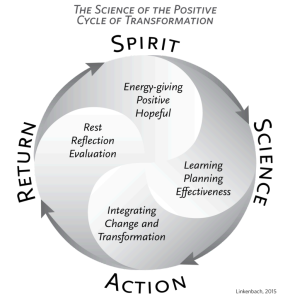 The Science of the Positive
Cycle of Transformation
Spirit
Energy-giving
Positive
Hopeful
Science
Learning
Planning
Effectiveness
Action
Integrating
Change and
Transformation
Return
Rest
Reflection
Evaluation
Linkenbach, 2015